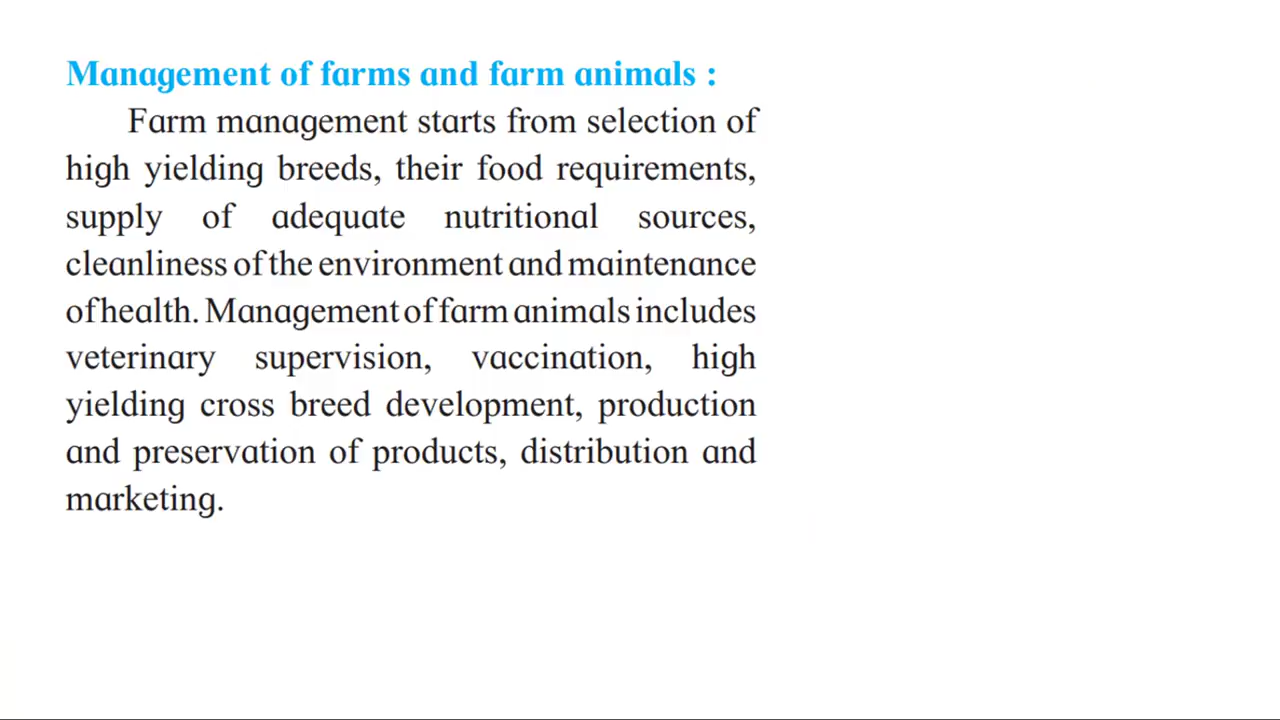 Management of farms and farm animals :
Farm management starts from selection of
high yielding breeds, their food requirements,
supply of adequate nutritional sources,
cleanliness of the environment and maintenance
of health. Management of farm animals includes
veterinary supervision, vaccination, high
yielding cross breed development, production
and preservation of products, distribution and
marketing.